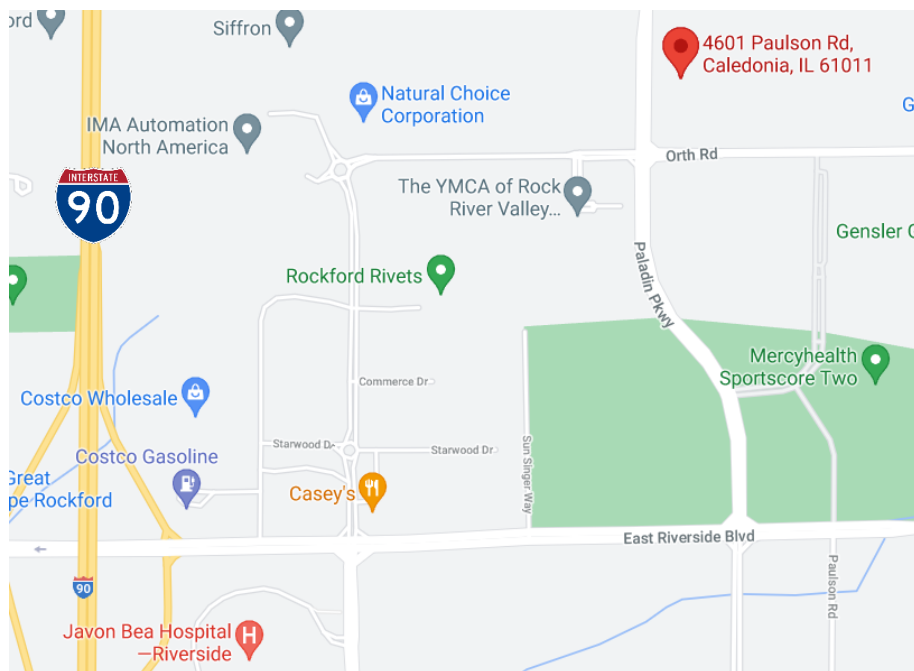 ord
Siffron
4601 Paulson Rd,
Caledonia, IL 61011
Natural Choice
Corporation
G
IMA Automation
North America
Orth Rd
INTERSTATE
90
The YMCA of Rock
River Valley...
Gensler G
Paladin Pkwy
Rockford Rivets
Mercyhealth
Sportscore Two
Commerce Dr
Costco Wholesale
Starwood D
Starwood Dr
Sun Singer Way
Costco Gasoline
Great
pe Rockford
Casey's
East Riverside Blvd
90
Paulson Rd
Javon Bea Hospital
—Riverside